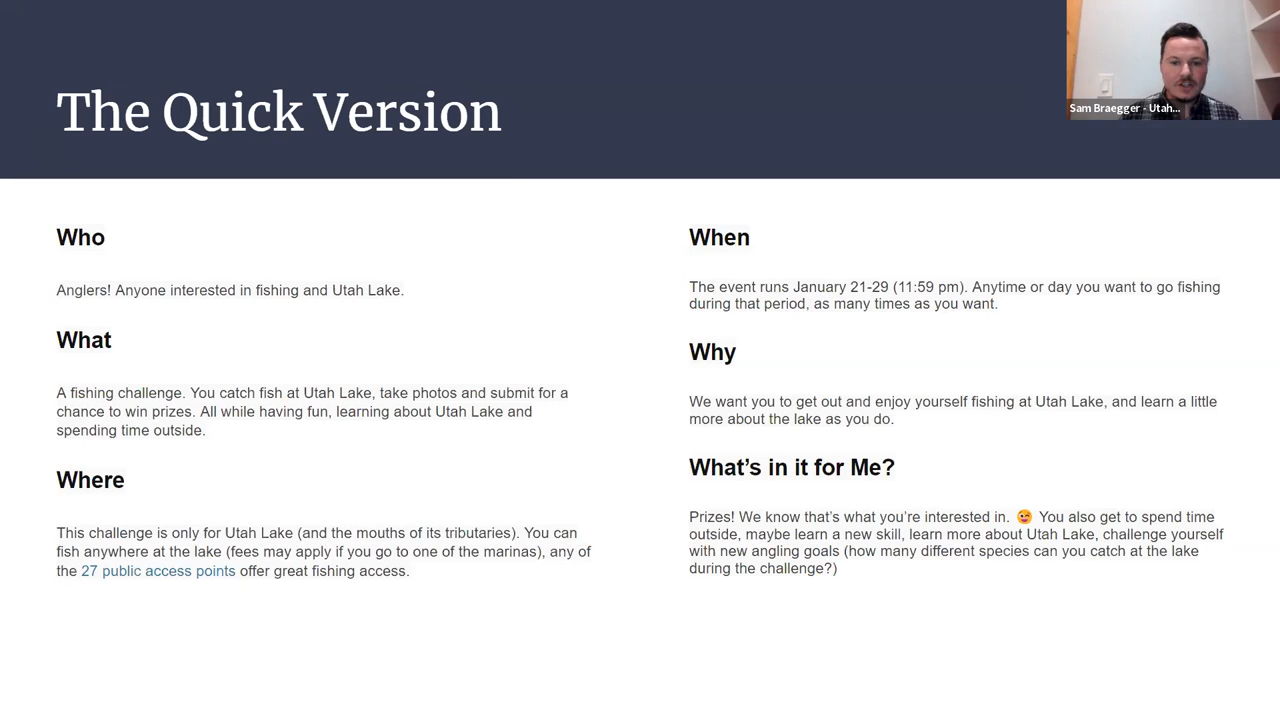 The Quick Version
Sam Braegger - Utah...
Who
Anglers! Anyone interested in fishing and Utah Lake.
What
A fishing challenge. You catch fish at Utah Lake, take photos and submit for a
chance to win prizes. All while having fun, learning about Utah Lake and
spending time outside.
Where
This challenge is only for Utah Lake (and the mouths of its tributaries). You can
fish anywhere at the lake (fees may apply if you go to one of the marinas), any of
the 27 public access points offer great fishing access.
When
The event runs January 21-29 (11:59 pm). Anytime or day you want to go fishing
during that period, as many times as you want.
Why
We want you to get out and enjoy yourself fishing at Utah Lake, and learn a little
more about the lake as you do.
What’s in it for Me?
Prizes! We know that’s what you’re interested in. 😉 You also get to spend time
outside, maybe learn a new skill, learn more about Utah Lake, challenge yourself
with new angling goals (how many different species can you catch at the lake
during the challenge?)